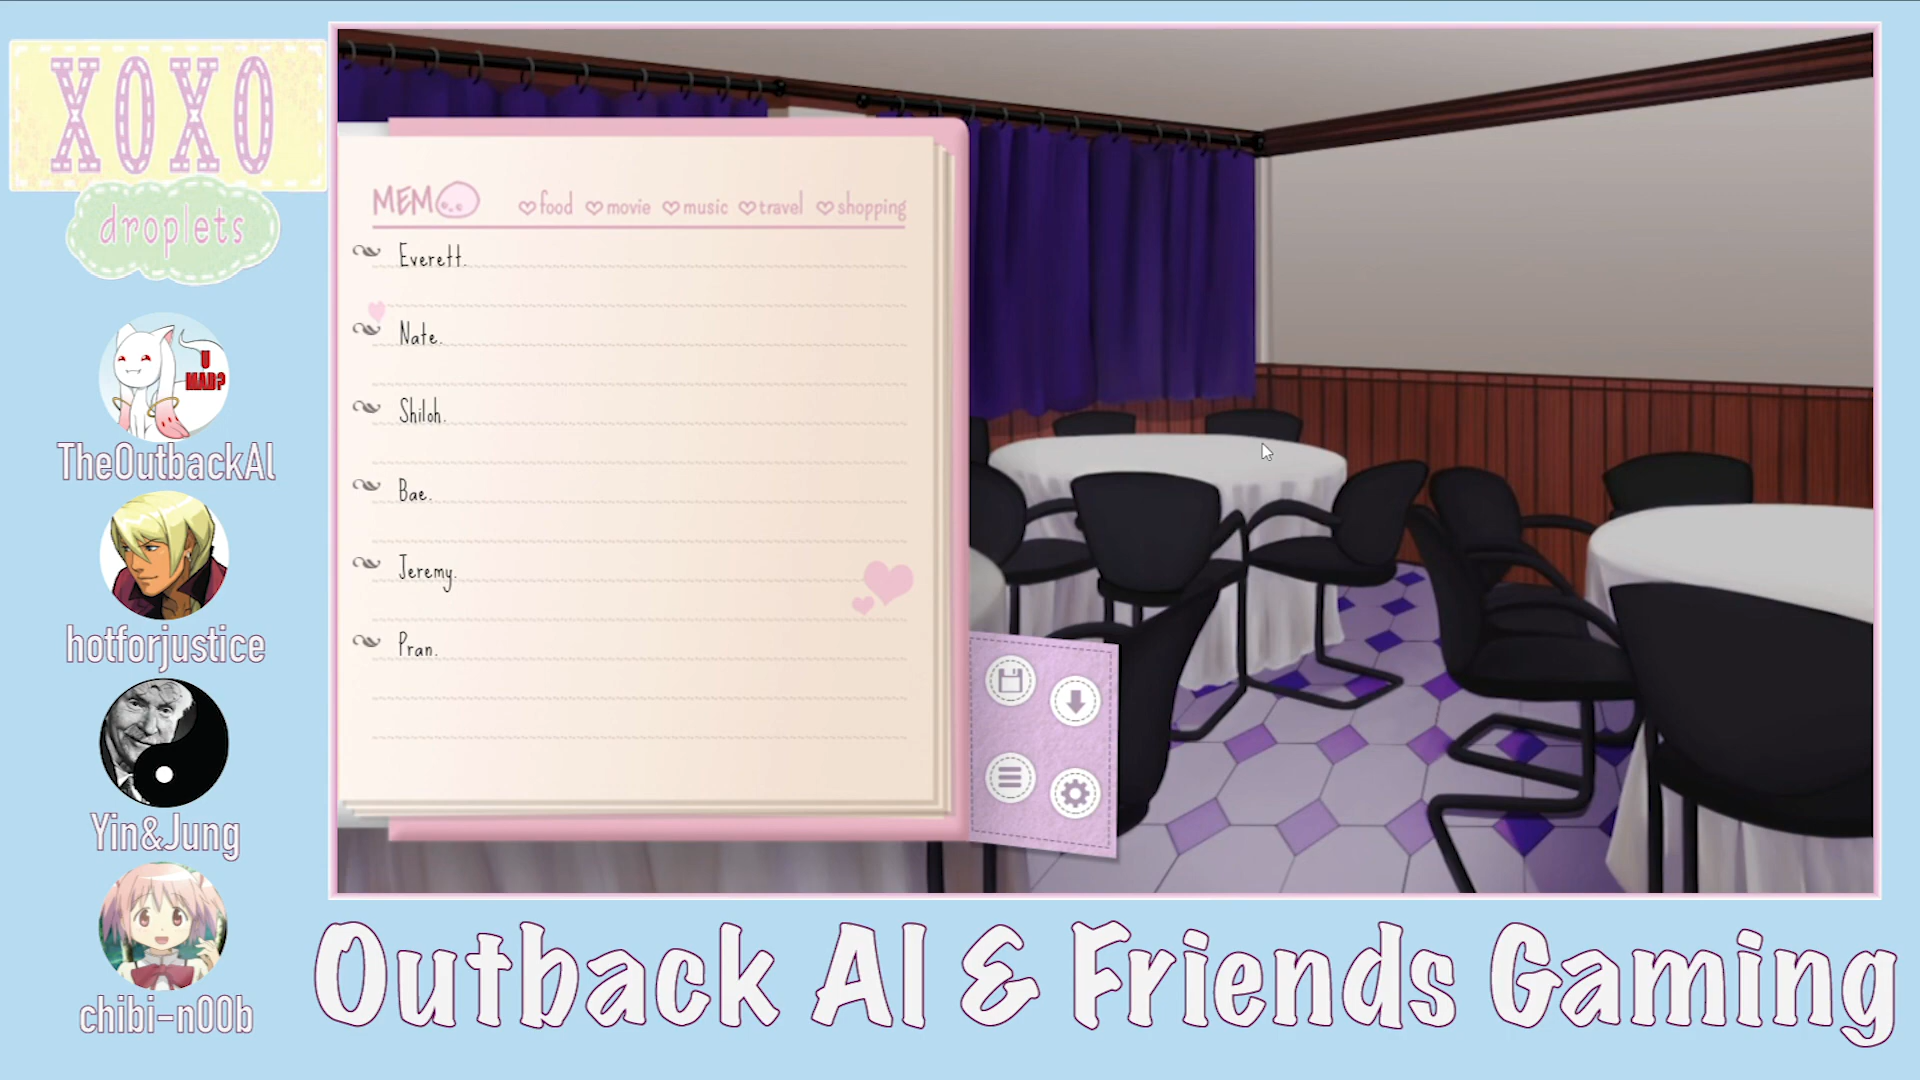 XOXO
droplets
U
MAD?
TheOutbackAl
hotforjustice
Yin&Jung
chibi-n00b
MEMO
food movie music travel shopping
Everett.
Nate.
Shiloh.
Bae.
Jeremy.
Pran.
Outback Al & Friends Gaming